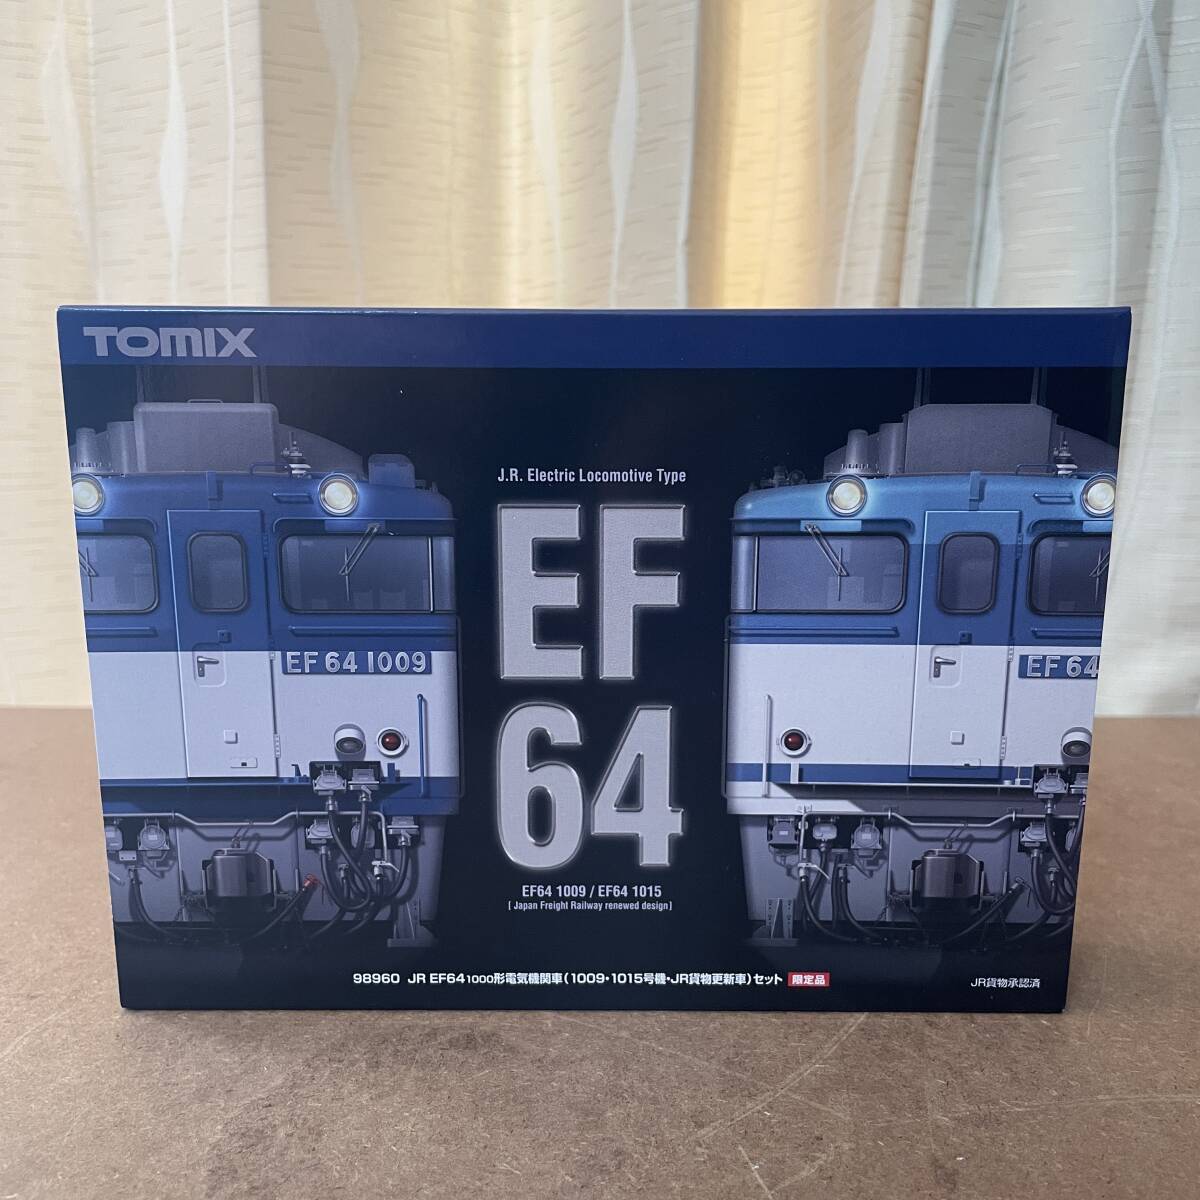 TOMIX
J.R. Electric Locomotive Type
EF
64
EF 64 1009
EF 64
EF64 1009 / EF64 1015
[ Japan Freight Railway renewed design ]
98960 JR EF64 1000形電気機関車(1009・1015号機・JR貨物更新車)セット 限定品
JR貨物承認済